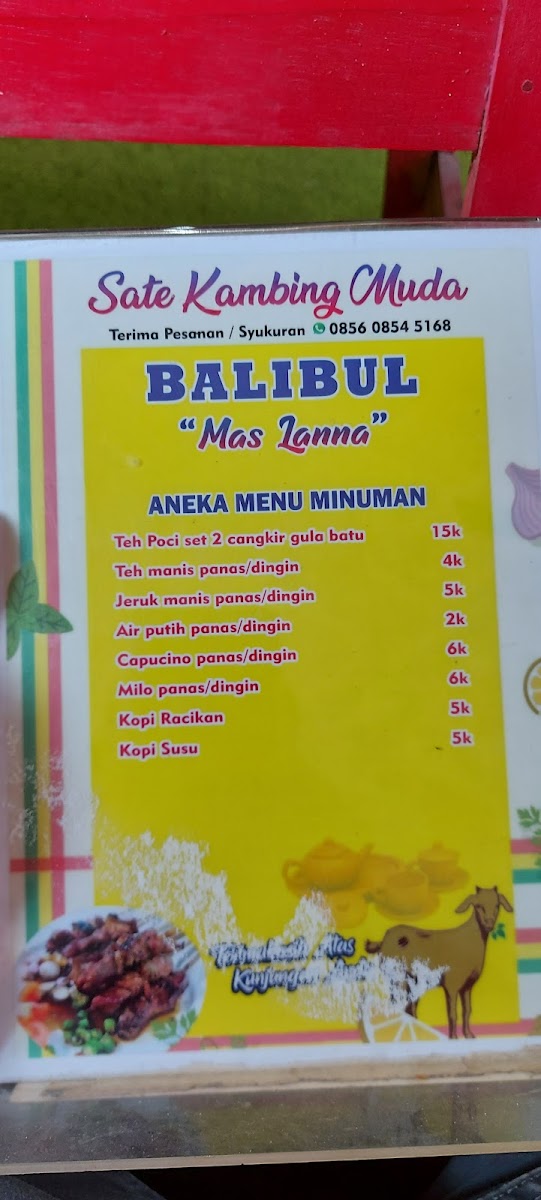 Sate Kambing Muda
Terima Pesanan / Syukuran 0856 0854 5168
BALIBUL
“Mas Lanna”
ANEKA MENU MINUMAN
Teh Poci set 2 cangkir gula batu 15k
Teh manis panas/dingin 4k
Jeruk manis panas/dingin 5k
Air putih panas/dingin 2k
Capucino panas/dingin 6k
Milo panas/dingin 6k
Kopi Racikan 5k
Kopi Susu 5k
Atas
Kunjungan